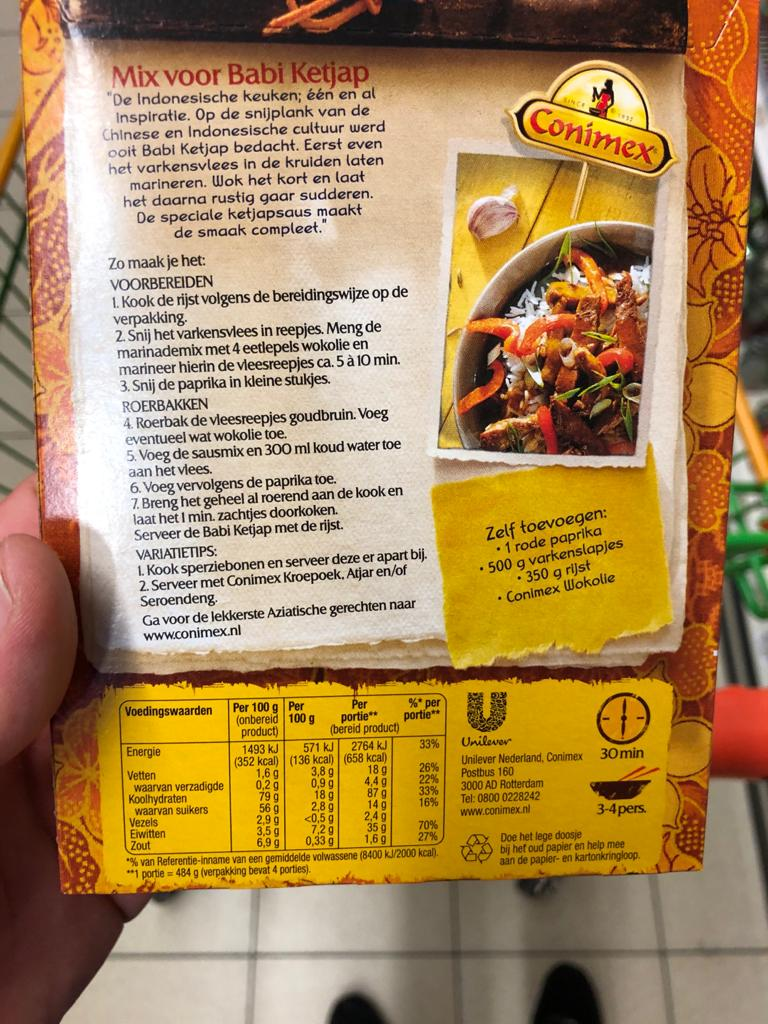 Mix voor Babi Ketjap
"De Indonesische keuken; één en al
inspiratie. Op de snijplank van de
Chinese en Indonesische cultuur werd
ooit Babi Ketjap bedacht. Eerst even
het varkensvlees in de kruiden laten
marineren. Wok het kort en laat
het daarna rustig gaar sudderen.
De speciale ketjapsaus maakt
de smaak compleet."
SINCE 1932
Conimex
Zo maak je het:
VOORBEREIDEN
1. Kook de rijst volgens de bereidingswijze op de
verpakking.
2. Snij het varkensvlees in reepjes. Meng de
marinademix met 4 eetlepels wokolie en
marineer hierin de vleesreepjes ca. 5 à 10 min.
3. Snij de paprika in kleine stukjes.
ROERBAKKEN
4. Roerbak de vleesreepjes goudbruin. Voeg
eventueel wat wokolie toe.
5. Voeg de sausmix en 300 ml koud water toe
aan het vlees.
6. Voeg vervolgens de paprika toe.
7. Breng het geheel al roerend aan de kook en
laat het 1 min. zachtjes doorkoken.
Serveer de Babi Ketjap met de rijst.
VARIATIETIPS:
1. Kook sperziebonen en serveer deze er apart bij.
2. Serveer met Conimex Kroepoek, Atjar en/of
Seroendeng.
Ga voor de lekkerste Aziatische gerechten naar
www.conimex.nl
Zelf toevoegen:
• 1 rode paprika
• 500 g varkenslapjes
• 350 g rijst
• Conimex Wokolie
Voedingswaarden Per 100 g (onbereid product) Per 100 g Per portie** (bereid product) %* per portie**
Energie 1493 kJ 571 kJ 2764 kJ 33%
(352 kcal) (136 kcal) (658 kcal)
Vetten 1,6 g 3,8 g 18 g 26%
waarvan verzadigde 0,2 g 0,9 g 4,4 g 22%
Koolhydraten 79 g 18 g 87 g 33%
waarvan suikers 56 g 2,8 g 14 g 16%
Vezels 2,9 g <0,5 g 2,4 g
Eiwitten 3,5 g 7,2 g 35 g 70%
Zout 6,9 g 0,33 g 1,6 g 27%
*% van Referentie-inname van een gemiddelde volwassene (8400 kJ/2000 kcal).
**1 portie = 484 g (verpakking bevat 4 porties).
Unilever
Unilever Nederland, Conimex
Postbus 160
3000 AD Rotterdam
Tel: 0800 0228242
www.conimex.nl
30 min
3-4 pers.
Doe het lege doosje
bij het oud papier en help mee
aan de papier- en kartonkringloop.